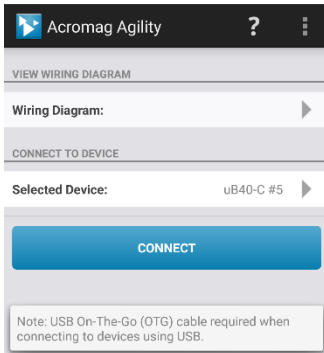 Acromag Agility ?
VIEW WIRING DIAGRAM
Wiring Diagram:
CONNECT TO DEVICE
Selected Device: uB40-C #5
CONNECT
Note: USB On-The-Go (OTG) cable required when
connecting to devices using USB.